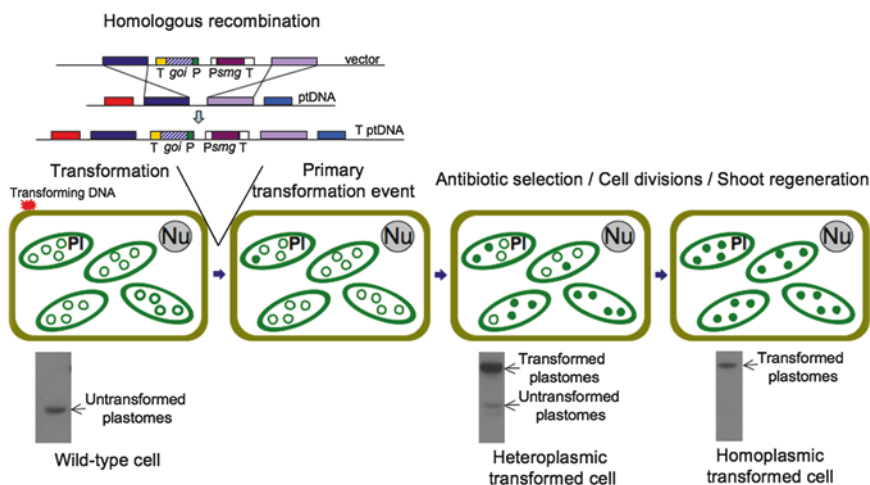 Homologous recombination
vector
T goi P Psmg T
ptDNA
T ptDNA
T goi P Psmg T
Transformation
Primary
transformation event
Antibiotic selection / Cell divisions / Shoot regeneration
Transforming DNA
Pl Nu
Pl Nu
Pl Nu
Pl Nu
Untransformed
plastomes
Transformed
plastomes
Untransformed
plastomes
Transformed
plastomes
Wild-type cell
Heteroplasmic
transformed cell
Homoplasmic
transformed cell